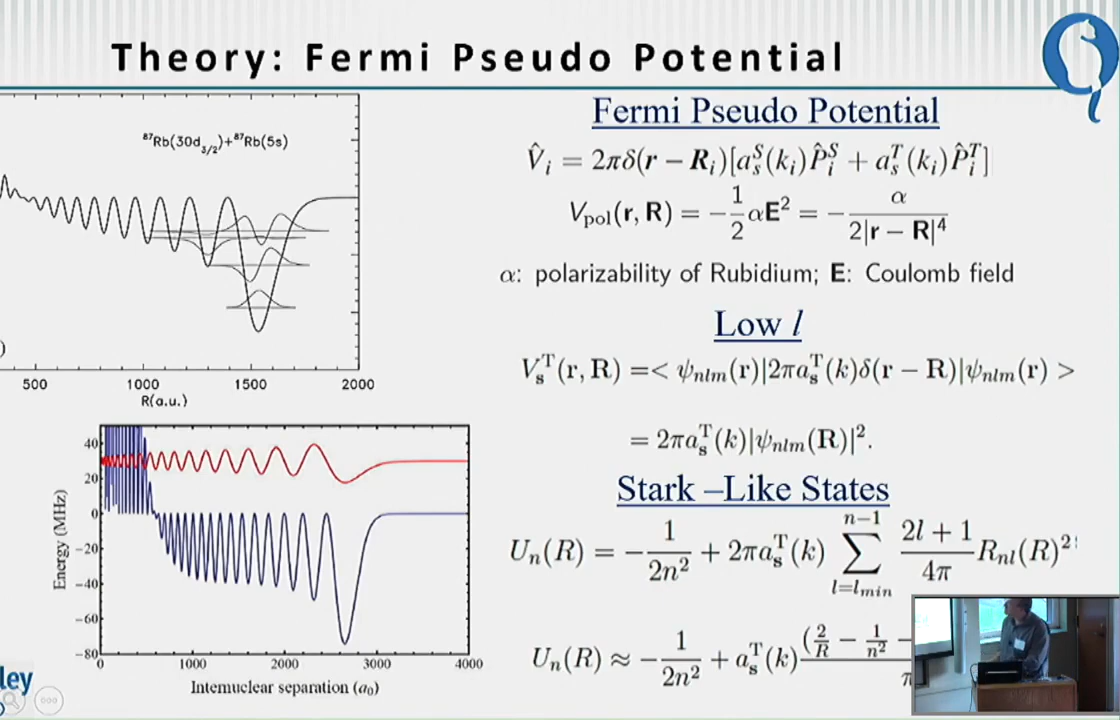 Theory: Fermi Pseudo Potential
⁸⁷Rb(30d₃/₂)+⁸⁷Rb(5s)
)
500 1000 1500 2000
R(a.u.)
40
20
0
−20
−40
−60
−80
Energy (MHz)
0 1000 2000 3000 4000
Internuclear separation (a₀)
ley
Fermi Pseudo Potential
V̂ᵢ = 2πδ(r − Rᵢ)[aₛˢ(kᵢ)P̂ᵢˢ + aₛᵀ(kᵢ)P̂ᵢᵀ]
V_pol(r, R) = −½αE² = − α / 2|r − R|⁴
α: polarizability of Rubidium; E: Coulomb field
Low l
Vₛᵀ(r, R) =< ψₙₗₘ(r)|2πaₛᵀ(k)δ(r − R)|ψₙₗₘ(r) >
= 2πaₛᵀ(k)|ψₙₗₘ(R)|².
Stark –Like States
Uₙ(R) = − 1/2n² + 2πaₛᵀ(k) ∑_{l=l_min}^{n−1} (2l + 1)/4π Rₙₗ(R)²
Uₙ(R) ≈ − 1/2n² + aₛᵀ(k) (2/R − 1/n² −